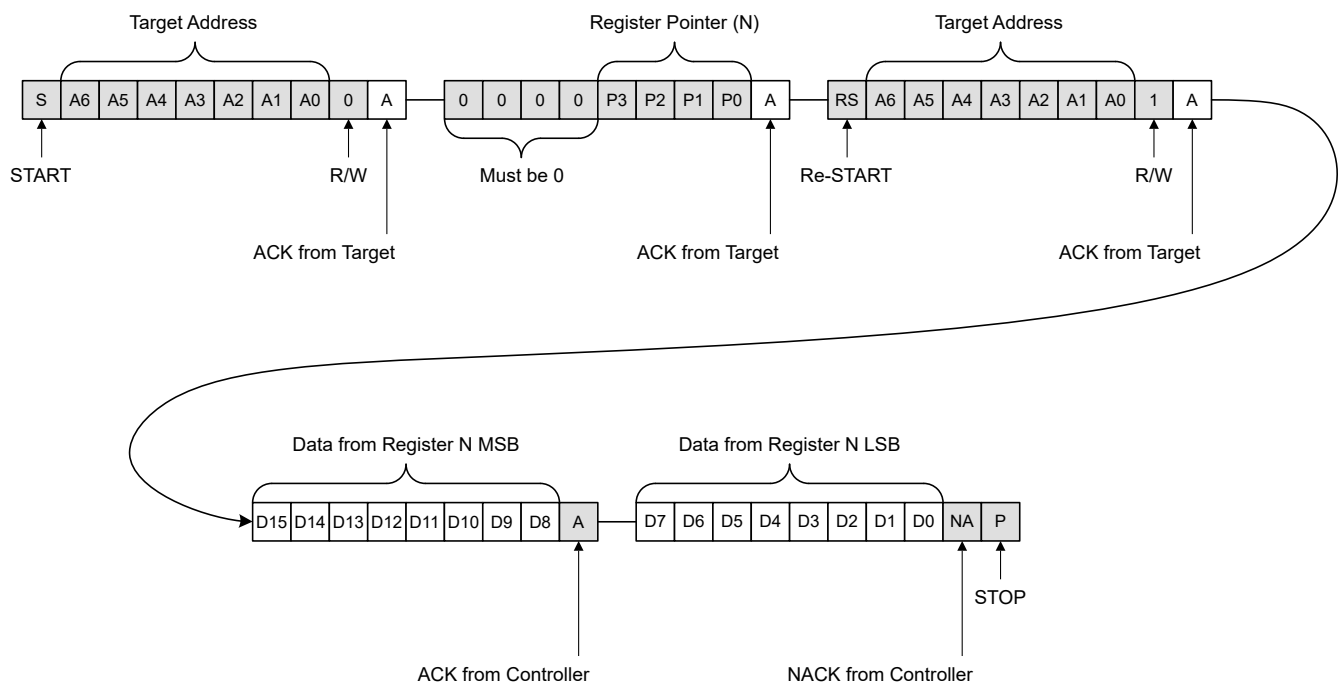 Target Address Register Pointer (N) Target Address
S A6 A5 A4 A3 A2 A1 A0 0 A 0 0 0 0 P3 P2 P1 P0 A RS A6 A5 A4 A3 A2 A1 A0 1 A
START R/W Must be 0 Re-START R/W
ACK from Target ACK from Target ACK from Target
Data from Register N MSB Data from Register N LSB
D15 D14 D13 D12 D11 D10 D9 D8 A D7 D6 D5 D4 D3 D2 D1 D0 NA P
STOP
ACK from Controller NACK from Controller